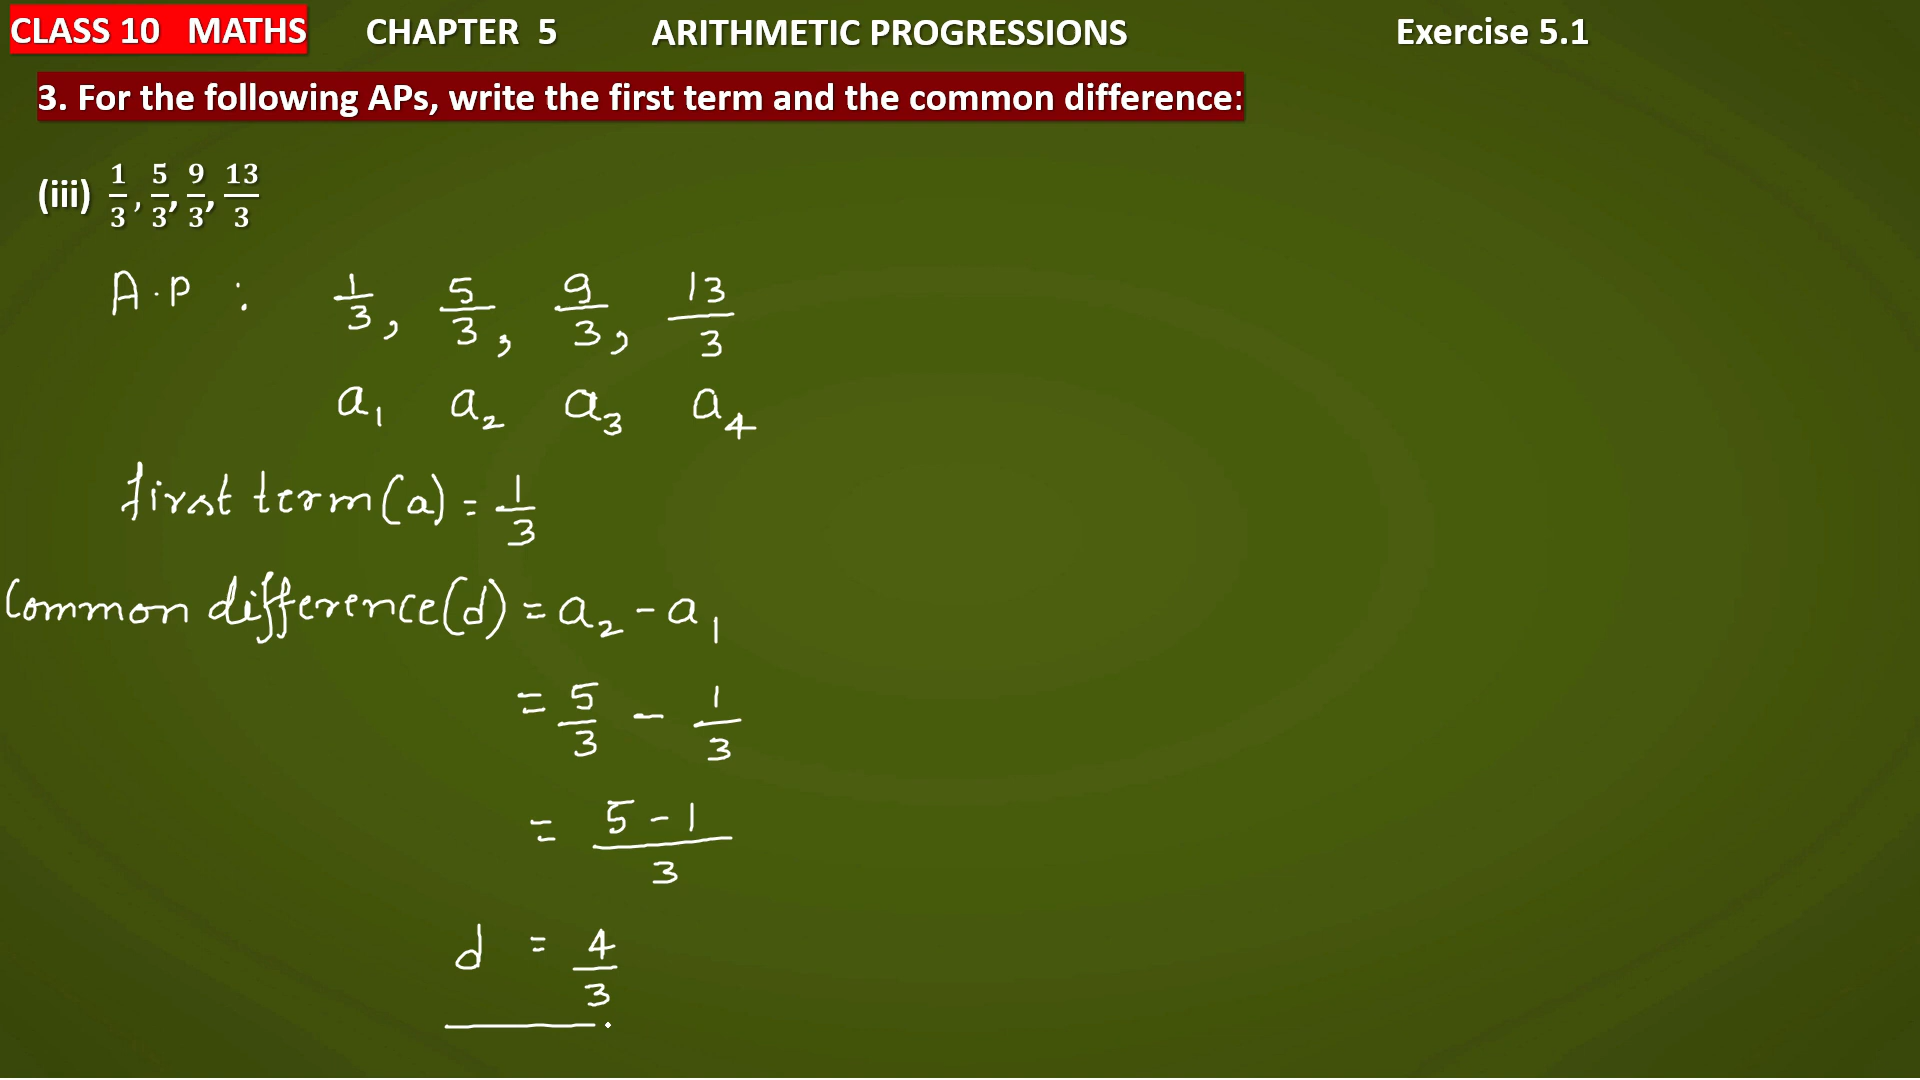 CLASS 10 MATHS CHAPTER 5 ARITHMETIC PROGRESSIONS Exercise 5.1
3. For the following APs, write the first term and the common difference:
(iii) 1/3, 5/3, 9/3, 13/3
A.P : 1/3, 5/3, 9/3, 13/3
a₁ a₂ a₃ a₄
first term(a) = 1/3
Common difference(d) = a₂ - a₁
= 5/3 - 1/3
= 5 - 1/3
d = 4/3